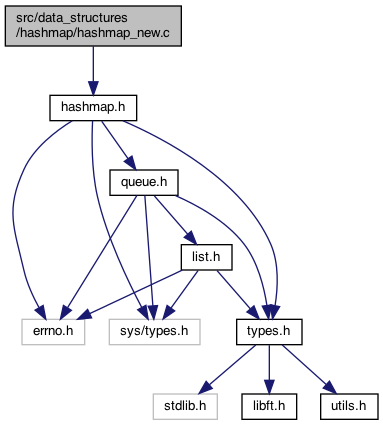 src/data_structures
/hashmap/hashmap_new.c
hashmap.h
queue.h
list.h
errno.h
sys/types.h
types.h
stdlib.h
libft.h
utils.h